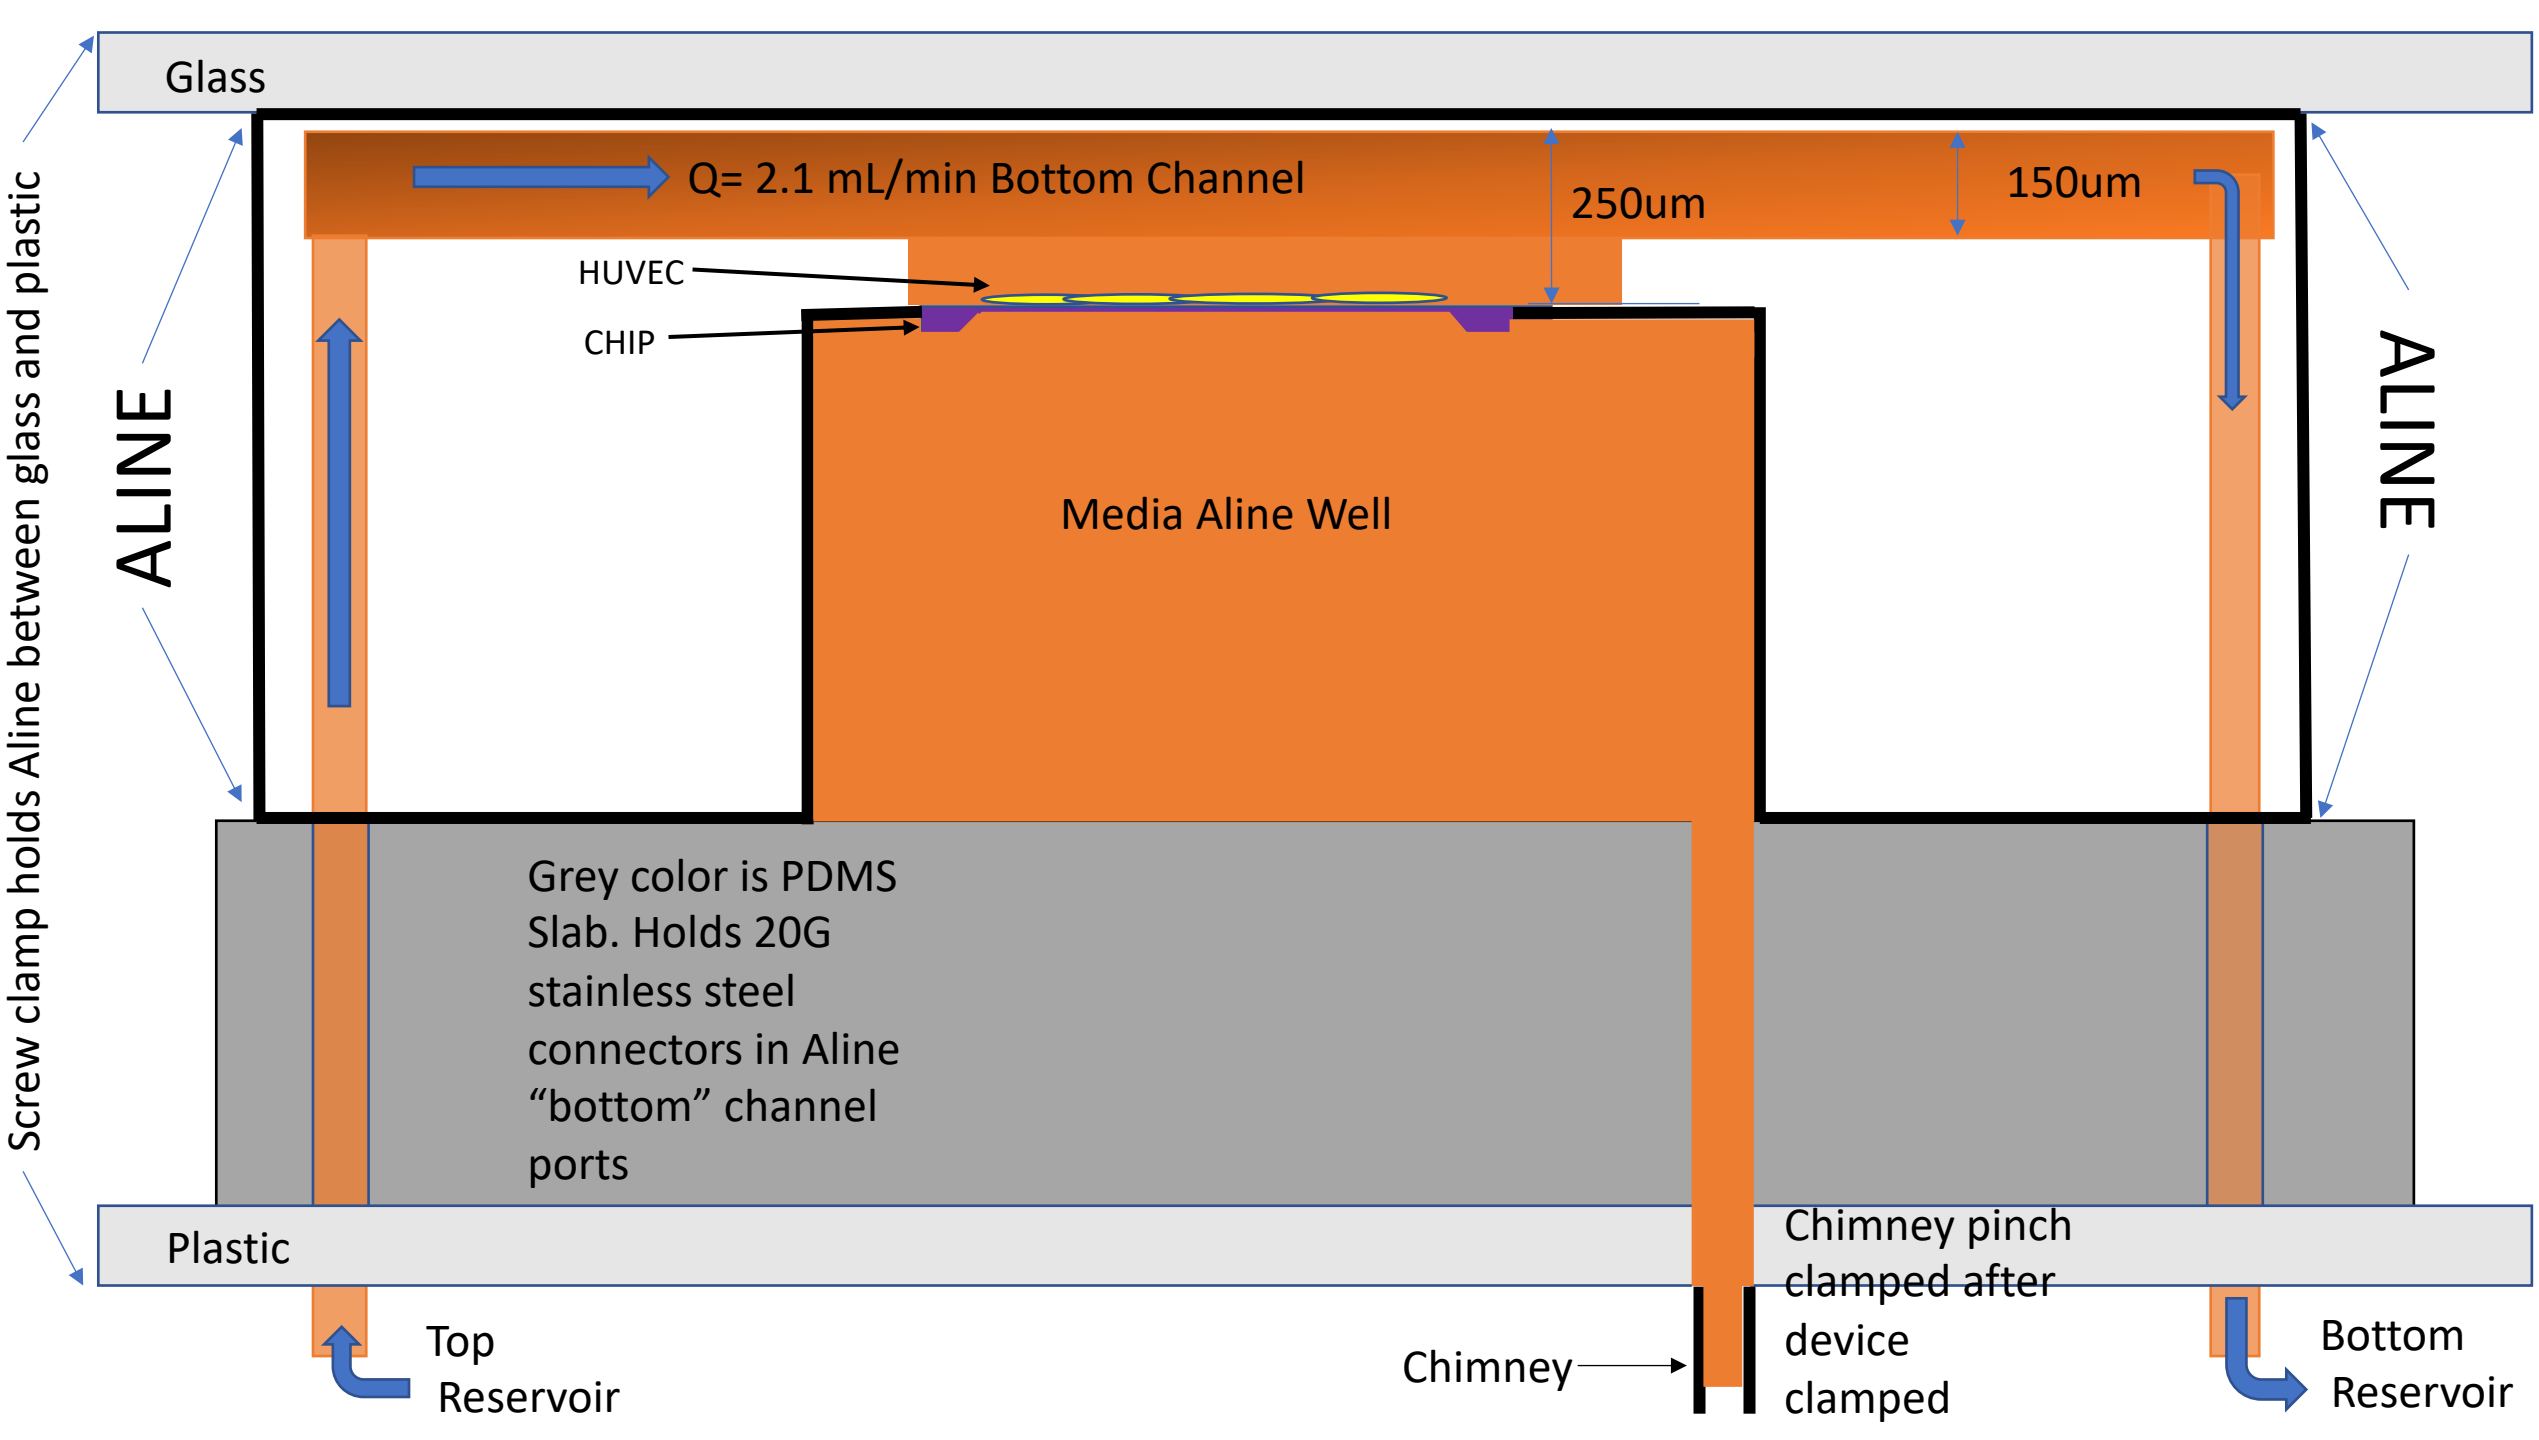 Glass
Q= 2.1 mL/min Bottom Channel
250um
150um
HUVEC
CHIP
Screw clamp holds Aline between glass and plastic
ALINE
ALINE
Media Aline Well
Grey color is PDMS
Slab. Holds 20G
stainless steel
connectors in Aline
“bottom” channel
ports
Plastic
Chimney pinch
clamped after
device
clamped
Top
Reservoir
Chimney
Bottom
Reservoir